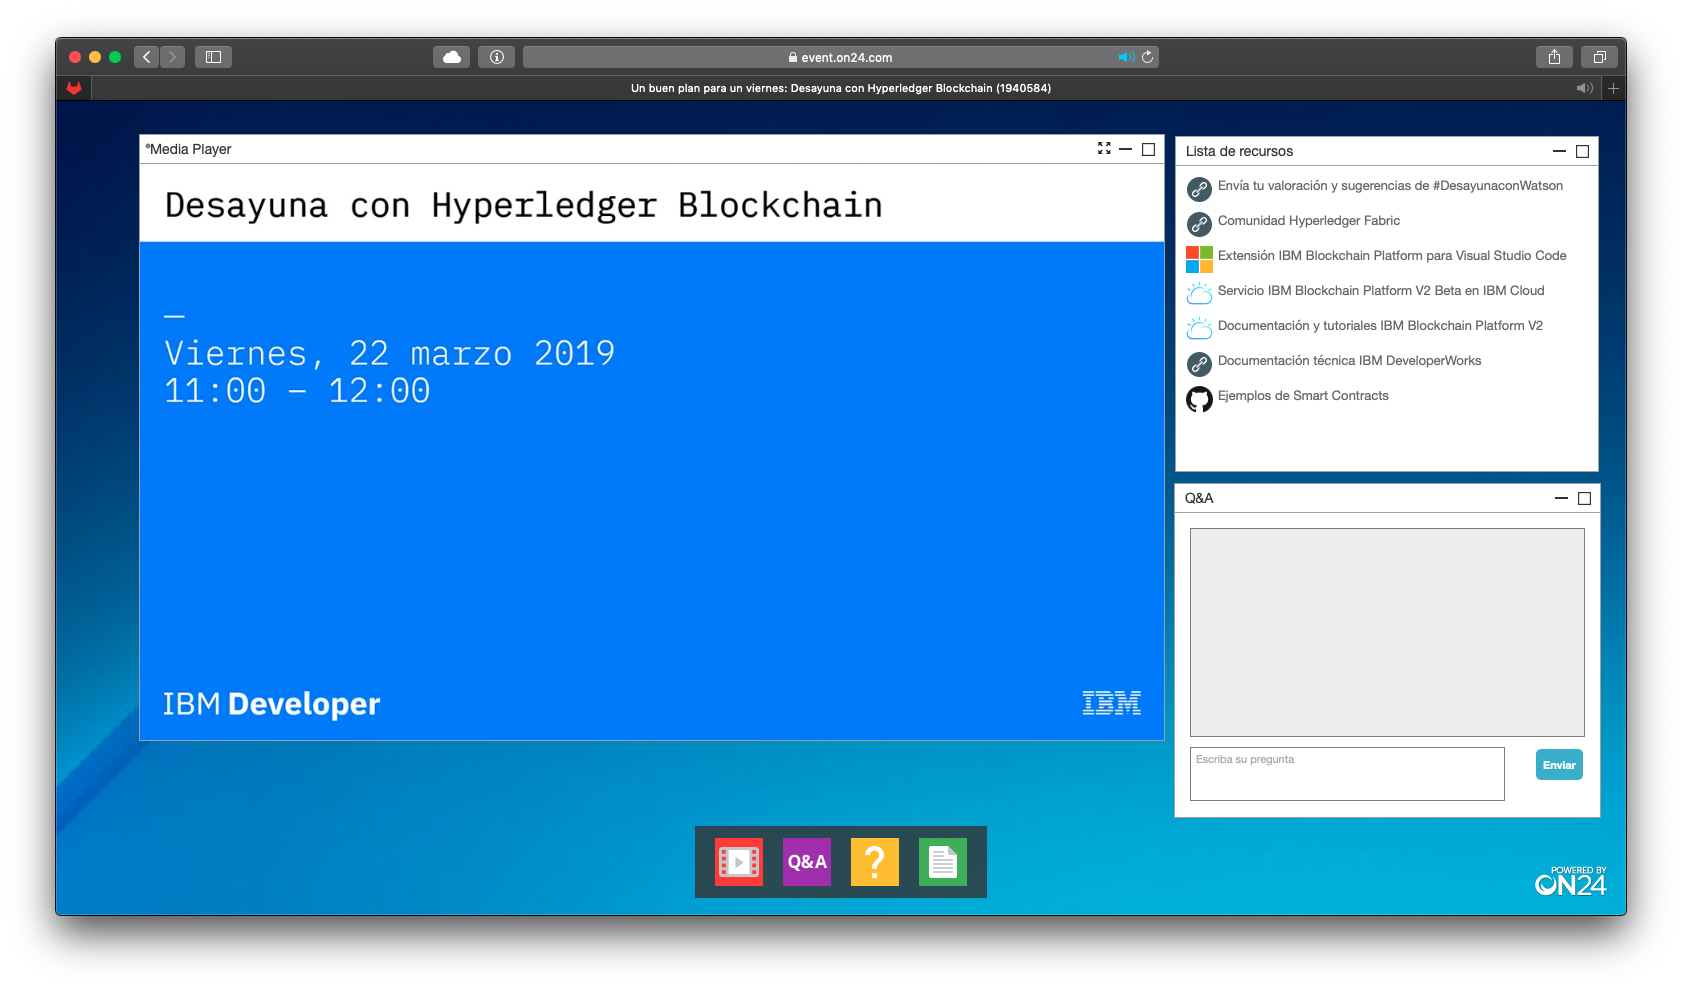 event.on24.com
Un buen plan para un viernes: Desayuna con Hyperledger Blockchain (1940584)
*Media Player
Desayuna con Hyperledger Blockchain
—
Viernes, 22 marzo 2019
11:00 – 12:00
IBM Developer
IBM
Lista de recursos
Envía tu valoración y sugerencias de #DesayunaconWatson
Comunidad Hyperledger Fabric
Extensión IBM Blockchain Platform para Visual Studio Code
Servicio IBM Blockchain Platform V2 Beta en IBM Cloud
Documentación y tutoriales IBM Blockchain Platform V2
Documentación técnica IBM DeveloperWorks
Ejemplos de Smart Contracts
Q&A
Escriba su pregunta
Enviar
Q&A
?
POWERED BY
ON24